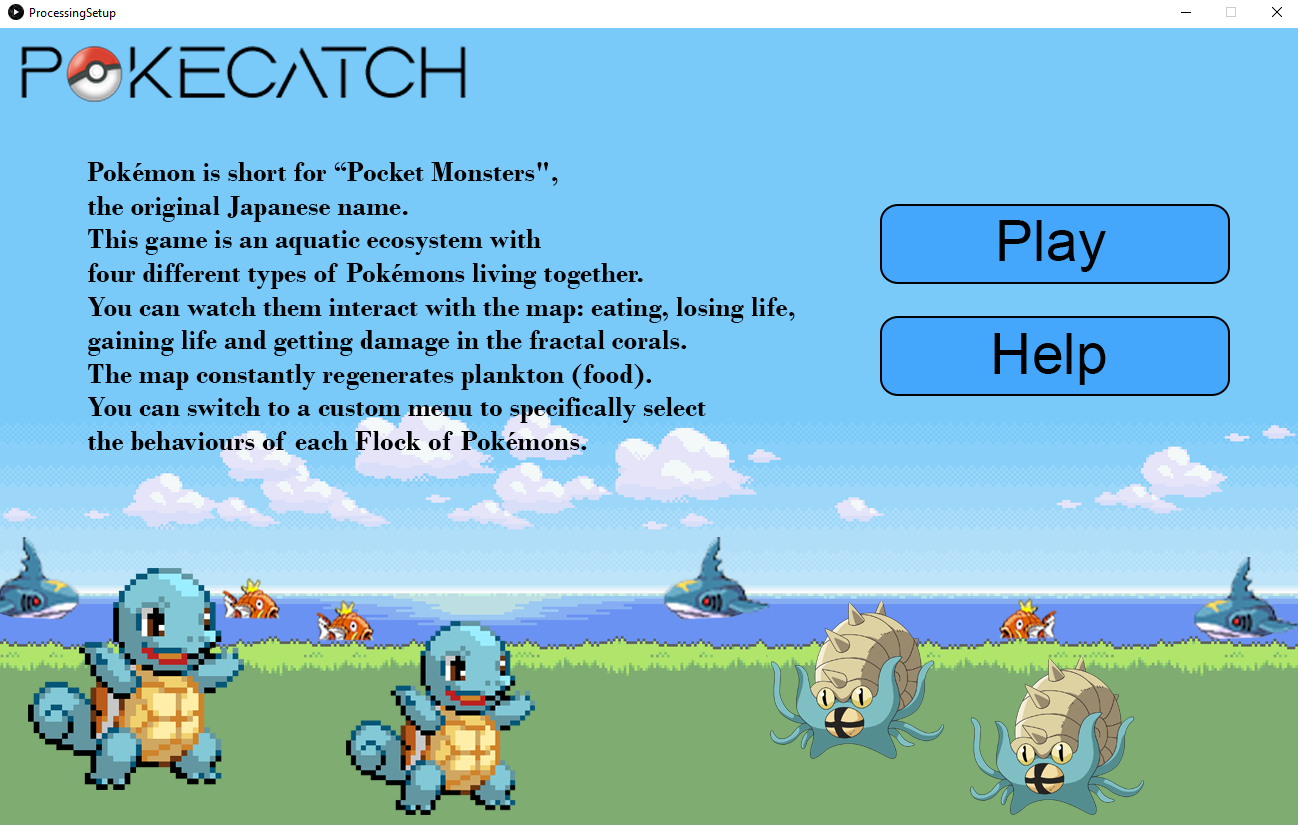 ProcessingSetup
POKECATCH
Pokémon is short for “Pocket Monsters",
the original Japanese name.
This game is an aquatic ecosystem with
four different types of Pokémons living together.
You can watch them interact with the map: eating, losing life,
gaining life and getting damage in the fractal corals.
The map constantly regenerates plankton (food).
You can switch to a custom menu to specifically select
the behaviours of each Flock of Pokémons.
Play
Help